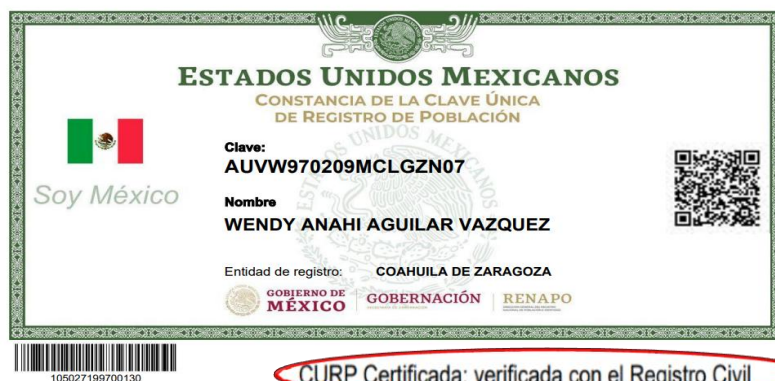 ESTADOS UNIDOS MEXICANOS
CONSTANCIA DE LA CLAVE ÚNICA
DE REGISTRO DE POBLACIÓN
Clave:
AUVW970209MCLGZN07
Soy México
Nombre
WENDY ANAHI AGUILAR VAZQUEZ
Entidad de registro: COAHUILA DE ZARAGOZA
GOBIERNO DE
MÉXICO
GOBERNACIÓN
RENAPO
105027199700130
CURP Certificada: verificada con el Registro Civil